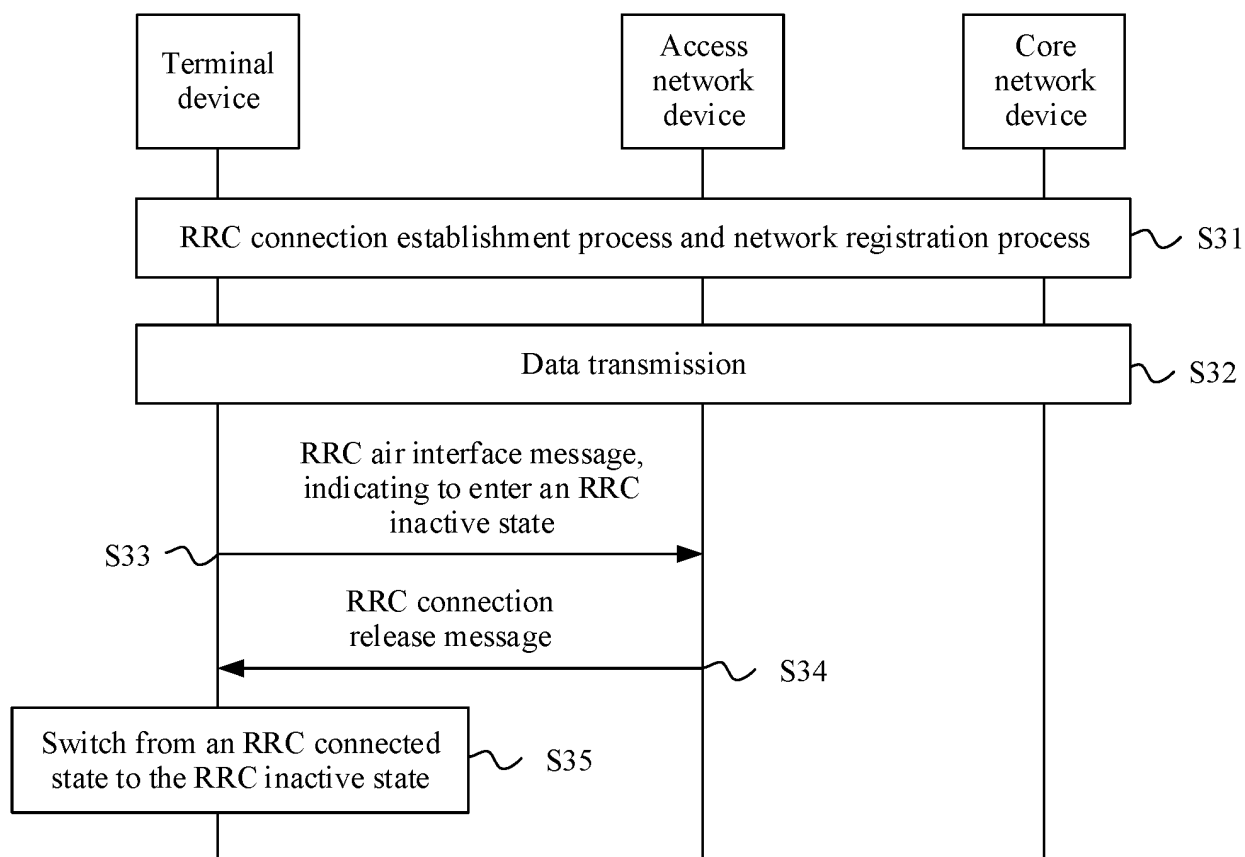 Terminal
device
Access
network
device
Core
network
device
RRC connection establishment process and network registration process
S31
Data transmission
S32
RRC air interface message,
indicating to enter an RRC
inactive state
S33
RRC connection
release message
S34
Switch from an RRC connected
state to the RRC inactive state
S35